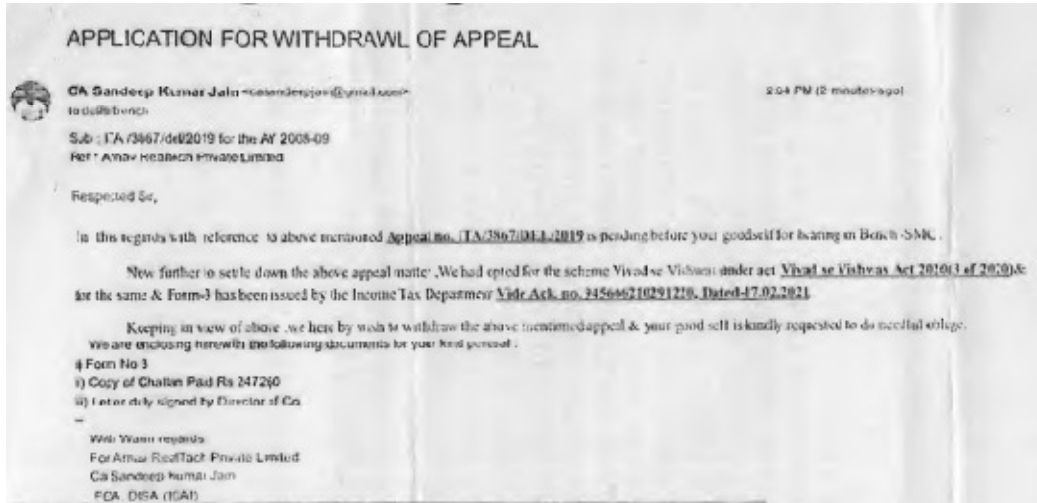 APPLICATION FOR WITHDRAWL OF APPEAL
CA Sandeep Kumar Jain 2:04 PM (2 minutes ago)
to bench
Sub : ITA /3867/del/2019 for the AY 2008-09
Ref : Private Limited
Respected Sir,
In this regards with reference to above mentioned Appeal no. ITA/3867/DEL/2019 is pending before your goodself for hearing in Bench -SMC .
Now further to settle down the above appeal matter ,We had opted for the scheme Vivad se Vishwas under act Vivad se Vishvas Act 2020(3 of 2020)&
for the same & Form-3 has been issued by the Income Tax Department Vide Ack. no. Dated-17.02.2021
Keeping in view of above ,we here by wish to withdraw the above mentioned appeal & your good self is kindly requested to do needful oblige.
We are enclosing herewith the following documents for your kind perusal .
i) Form No 3
ii) Copy of Challan Paid Rs 247260
iii) Letter duly signed by Director of Co.
--
With Warm regards
For Private Limited
Ca Sandeep kumar Jain
FCA, DISA (ICAI)